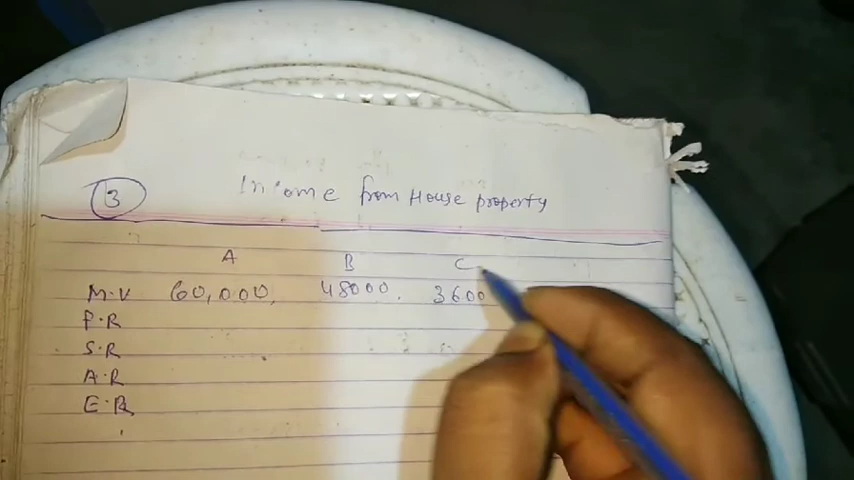 3 Income from House property
A B C
M.V 60,000 48000. 3600
F.R
S.R
A.R
E.R